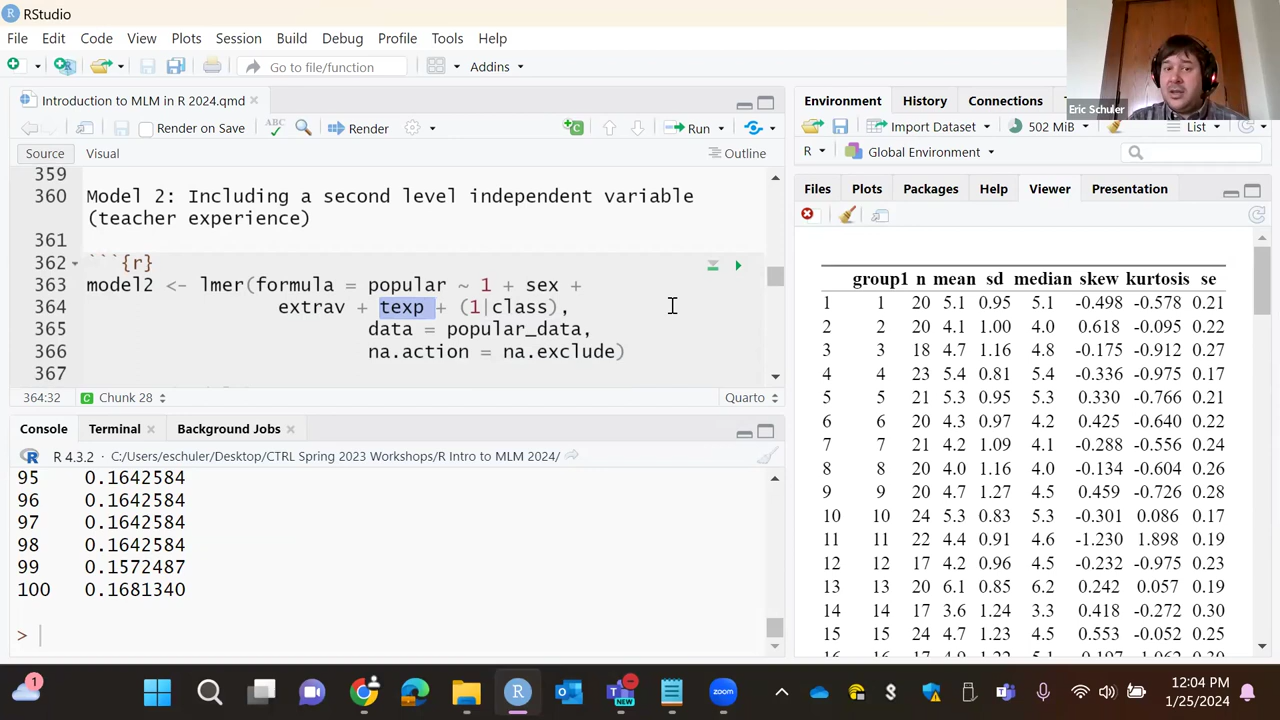 RStudio
File Edit Code View Plots Session Build Debug Profile Tools Help
Go to file/function
Addins
Eric Schuler
Introduction to MLM in R 2024.qmd
Render on Save
ABC
Render
Run
Source Visual
Outline
359
360 Model 2: Including a second level independent variable
(teacher experience)
361
362 ```{r}
363 model2 <- lmer(formula = popular ~ 1 + sex +
364 extrav + texp + (1|class),
365 data = popular_data,
366 na.action = na.exclude)
367
364:32 Chunk 28 Quarto
Console Terminal Background Jobs
R 4.3.2 · C:/Users/eschuler/Desktop/CTRL Spring 2023 Workshops/R Intro to MLM 2024/
95 0.1642584
96 0.1642584
97 0.1642584
98 0.1642584
99 0.1572487
100 0.1681340
>
Environment History Connections
Import Dataset 502 MiB List
R Global Environment
Files Plots Packages Help Viewer Presentation
group1 n mean sd median skew kurtosis se
1 1 20 5.1 0.95 5.1 -0.498 -0.578 0.21
2 2 20 4.1 1.00 4.0 0.618 -0.095 0.22
3 3 18 4.7 1.16 4.8 -0.175 -0.912 0.27
4 4 23 5.4 0.81 5.4 -0.336 -0.975 0.17
5 5 21 5.3 0.95 5.3 0.330 -0.766 0.21
6 6 20 4.3 0.97 4.2 0.425 -0.640 0.22
7 7 21 4.2 1.09 4.1 -0.288 -0.556 0.24
8 8 20 4.0 1.16 4.0 -0.134 -0.604 0.26
9 9 20 4.7 1.27 4.5 0.459 -0.726 0.28
10 10 24 5.3 0.83 5.3 -0.301 0.086 0.17
11 11 22 4.4 0.91 4.6 -1.230 1.898 0.19
12 12 17 4.2 0.96 4.5 -0.232 -0.975 0.23
13 13 20 6.1 0.85 6.2 0.242 0.057 0.19
14 14 17 3.6 1.24 3.3 0.418 -0.272 0.30
15 15 24 4.7 1.23 4.5 0.553 -0.052 0.25
1
NEW
zoom
12:04 PM
1/25/2024